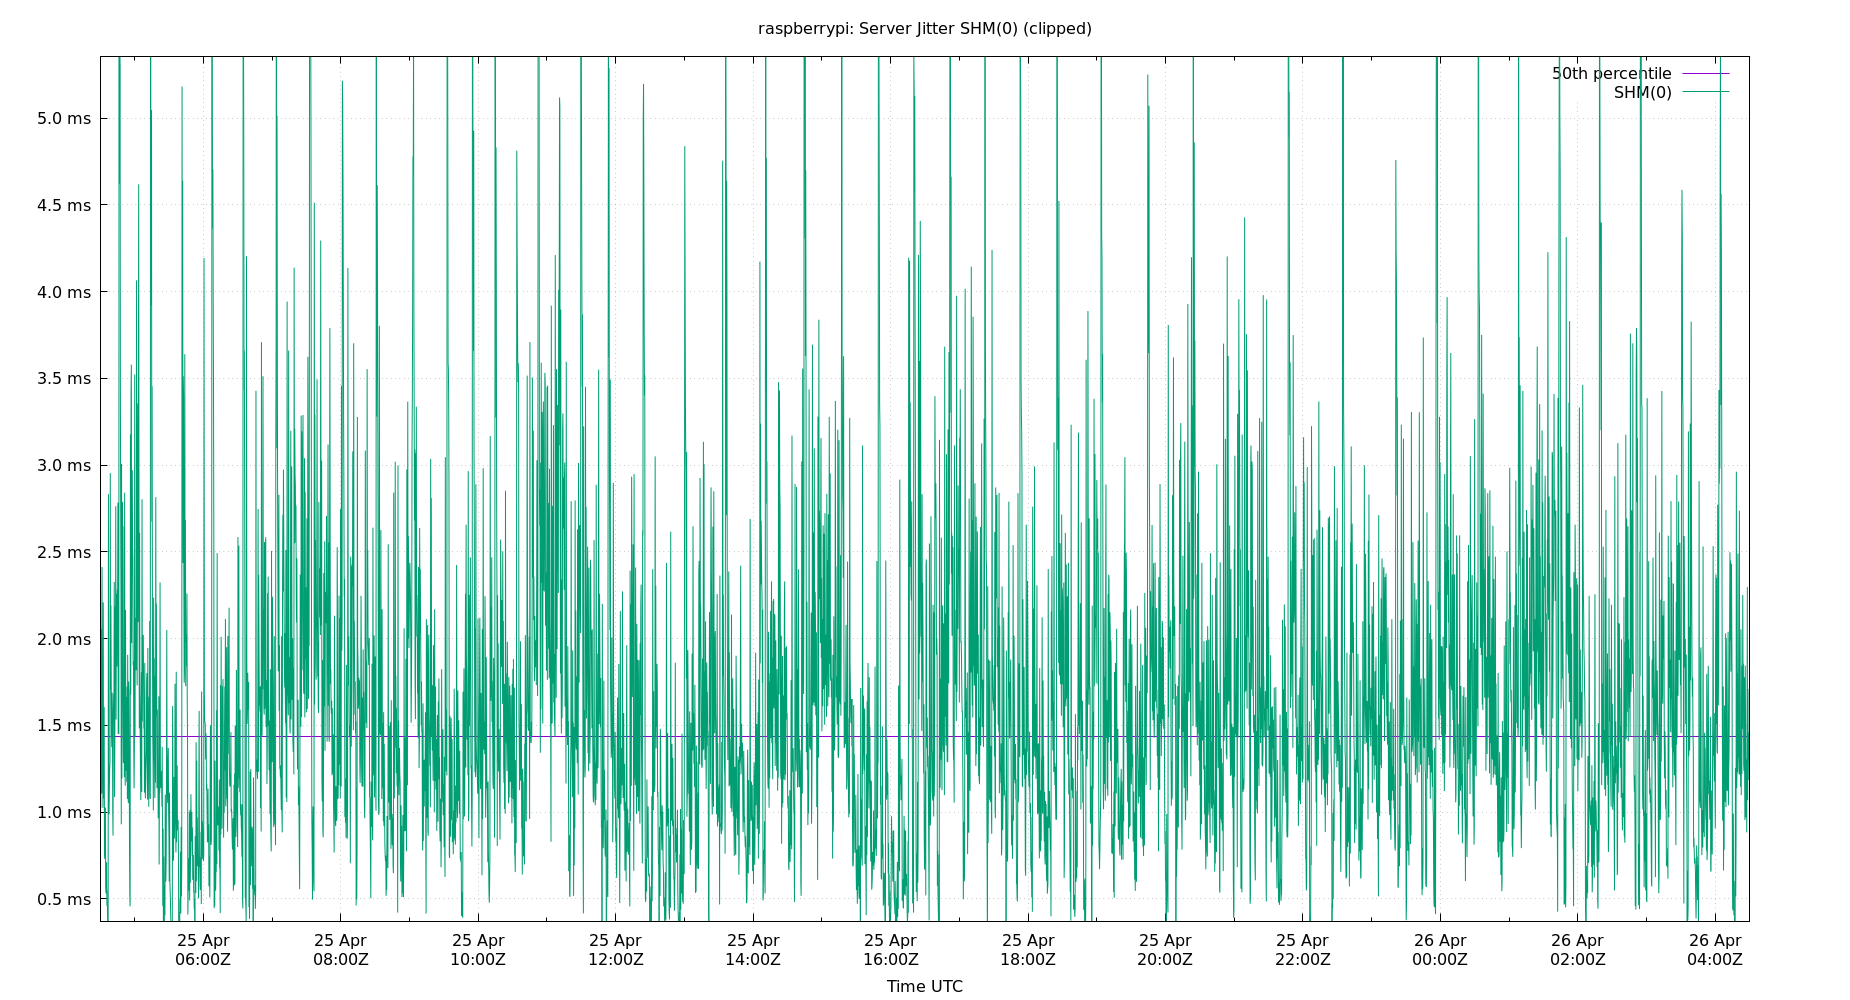 raspberrypi: Server Jitter SHM(0) (clipped)
50th percentile
SHM(0)
5.0 ms
4.5 ms
4.0 ms
3.5 ms
3.0 ms
2.5 ms
2.0 ms
1.5 ms
1.0 ms
0.5 ms
25 Apr 25 Apr 25 Apr 25 Apr 25 Apr 25 Apr 25 Apr 25 Apr 25 Apr 26 Apr 26 Apr 26 Apr
06:00Z 08:00Z 10:00Z 12:00Z 14:00Z 16:00Z 18:00Z 20:00Z 22:00Z 00:00Z 02:00Z 04:00Z
Time UTC